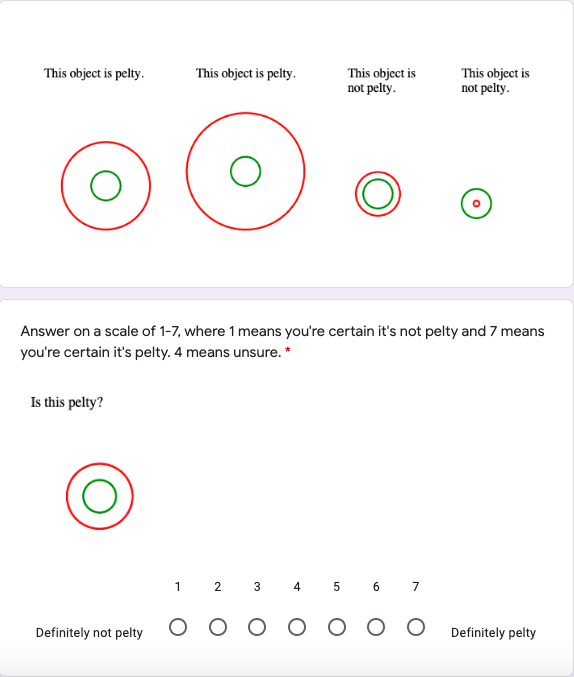 This object is pelty.
This object is pelty.
This object is
not pelty.
This object is
not pelty.
Answer on a scale of 1-7, where 1 means you're certain it's not pelty and 7 means
you're certain it's pelty. 4 means unsure. *
Is this pelty?
1 2 3 4 5 6 7
Definitely not pelty Definitely pelty